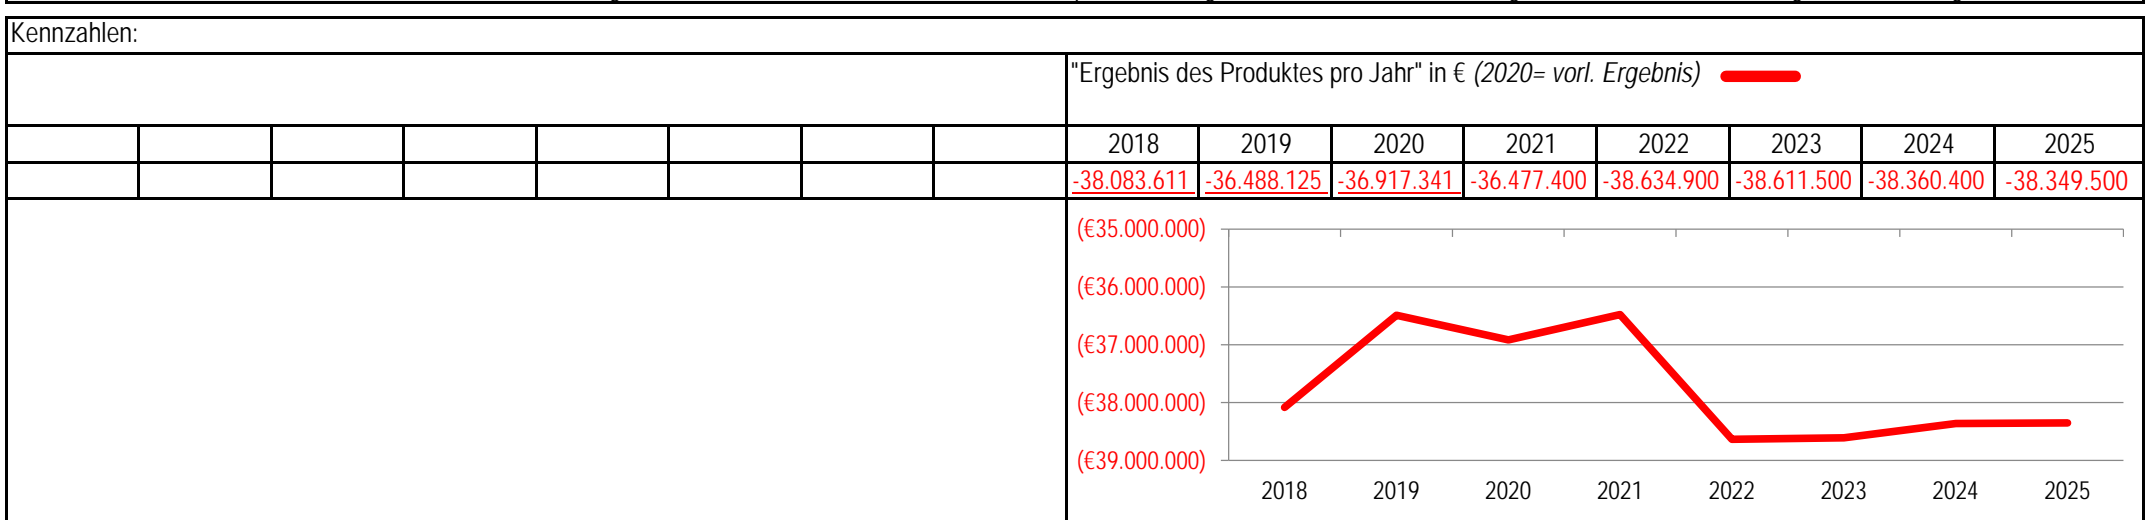 Kennzahlen:
"Ergebnis des Produktes pro Jahr" in € (2020= vorl. Ergebnis)
2018 2019 2020 2021 2022 2023 2024 2025
-38.083.611 -36.488.125 -36.917.341 -36.477.400 -38.634.900 -38.611.500 -38.360.400 -38.349.500
(€35.000.000)
(€36.000.000)
(€37.000.000)
(€38.000.000)
(€39.000.000)
2018 2019 2020 2021 2022 2023 2024 2025